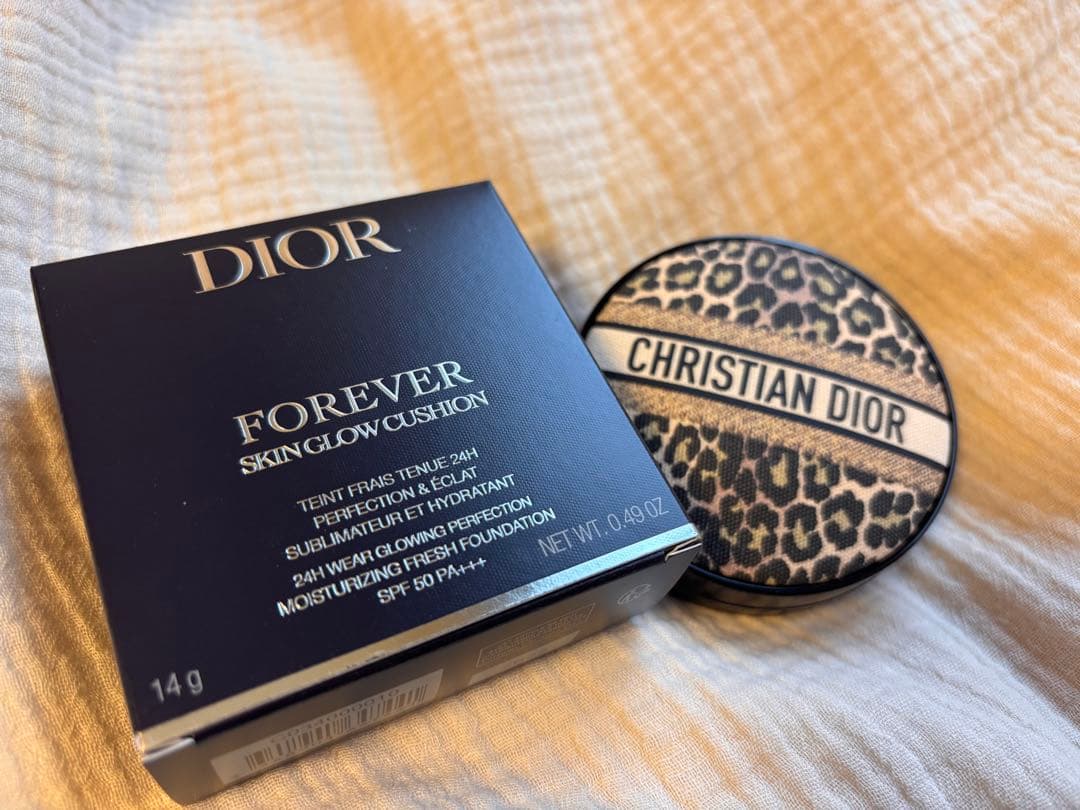 DIOR
FOREVER
SKIN GLOW CUSHION
TEINT FRAIS TENUE 24H
PERFECTION & ÉCLAT
SUBLIMATEUR ET HYDRATANT
24H WEAR GLOWING PERFECTION
MOISTURIZING FRESH FOUNDATION
SPF 50 PA+++
NET WT. 0.49 OZ
14 g
CHRISTIAN DIOR